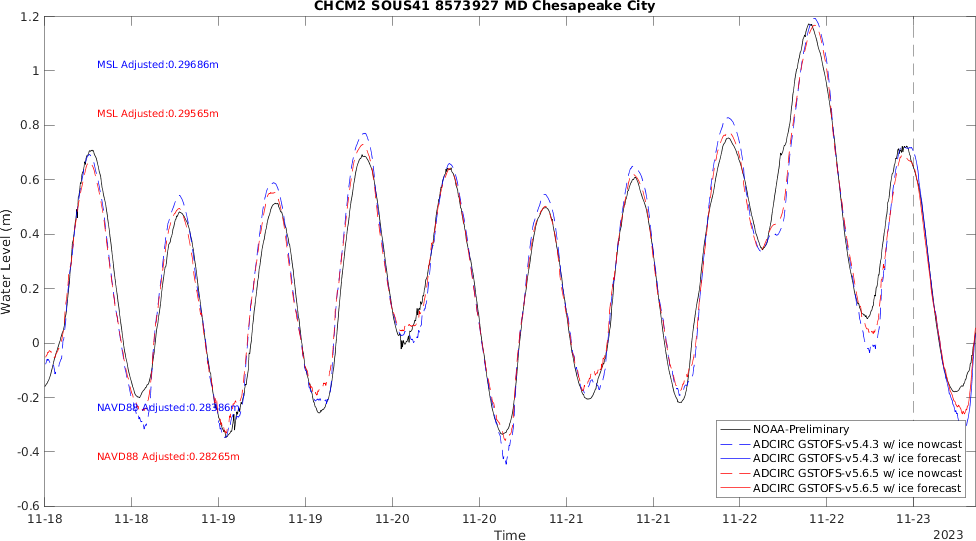 CHCM2 SOUS41 8573927 MD Chesapeake City
1.2
1
0.8
0.6
0.4
0.2
0
-0.2
-0.4
-0.6
Water Level (m)
MSL Adjusted:0.29686m
MSL Adjusted:0.29565m
NAVD88 Adjusted:0.28386m
NAVD88 Adjusted:0.28265m
NOAA-Preliminary
ADCIRC GSTOFS-v5.4.3 w/ ice nowcast
ADCIRC GSTOFS-v5.4.3 w/ ice forecast
ADCIRC GSTOFS-v5.6.5 w/ ice nowcast
ADCIRC GSTOFS-v5.6.5 w/ ice forecast
11-18 11-18 11-19 11-19 11-20 11-20 11-21 11-21 11-22 11-22 11-23
Time
2023